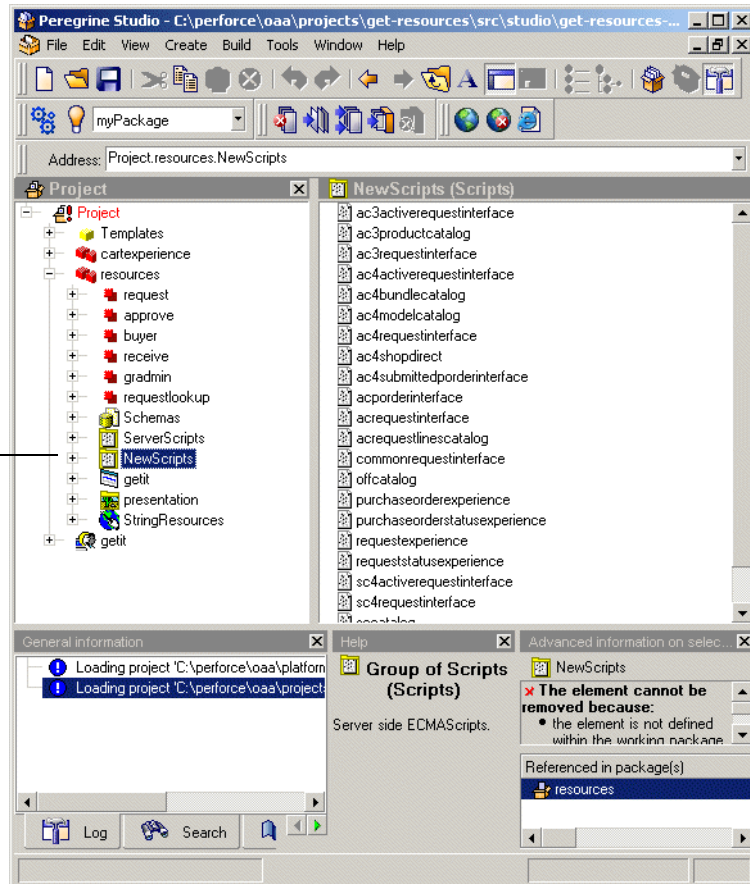 Peregrine Studio - C:\perforce\oaa\projects\get-resources\src\studio\get-resources-...
File Edit View Create Build Tools Window Help
myPackage
Address: Project.resources.NewScripts
Project
Project
Templates
cartexperience
resources
request
approve
buyer
receive
gradmin
requestlookup
Schemas
ServerScripts
NewScripts
getit
presentation
StringResources
getit
NewScripts (Scripts)
ac3activerequestinterface
ac3productcatalog
ac3requestinterface
ac4activerequestinterface
ac4bundlecatalog
ac4modelcatalog
ac4requestinterface
ac4shopdirect
ac4submittedporderinterface
acporderinterface
acrequestinterface
acrequestlinescatalog
commonrequestinterface
offcatalog
purchaseorderexperience
purchaseorderstatusexperience
requestexperience
requeststatusexperience
sc4activerequestinterface
sc4requestinterface
General information
Loading project 'C:\perforce\oaa\platform
Loading project 'C:\perforce\oaa\project
Log
Search
Help
Group of Scripts
(Scripts)
Server side ECMAScripts.
Advanced information on selec...
NewScripts
The element cannot be
removed because:
• the element is not defined
within the working package
Referenced in package(s)
resources